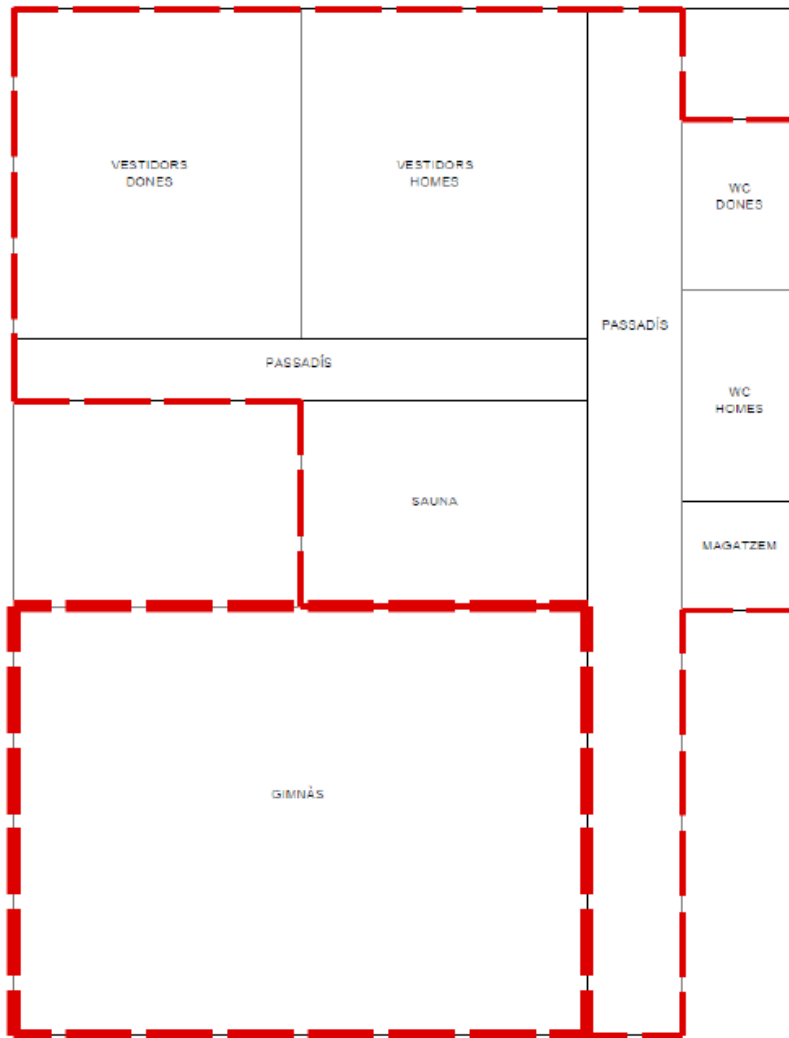 VESTIDORS
DONES
VESTIDORS
HOMES
WC
DONES
PASSADÍS
PASSADÍS
WC
HOMES
SAUNA
MAGATZEM
GIMNÀS